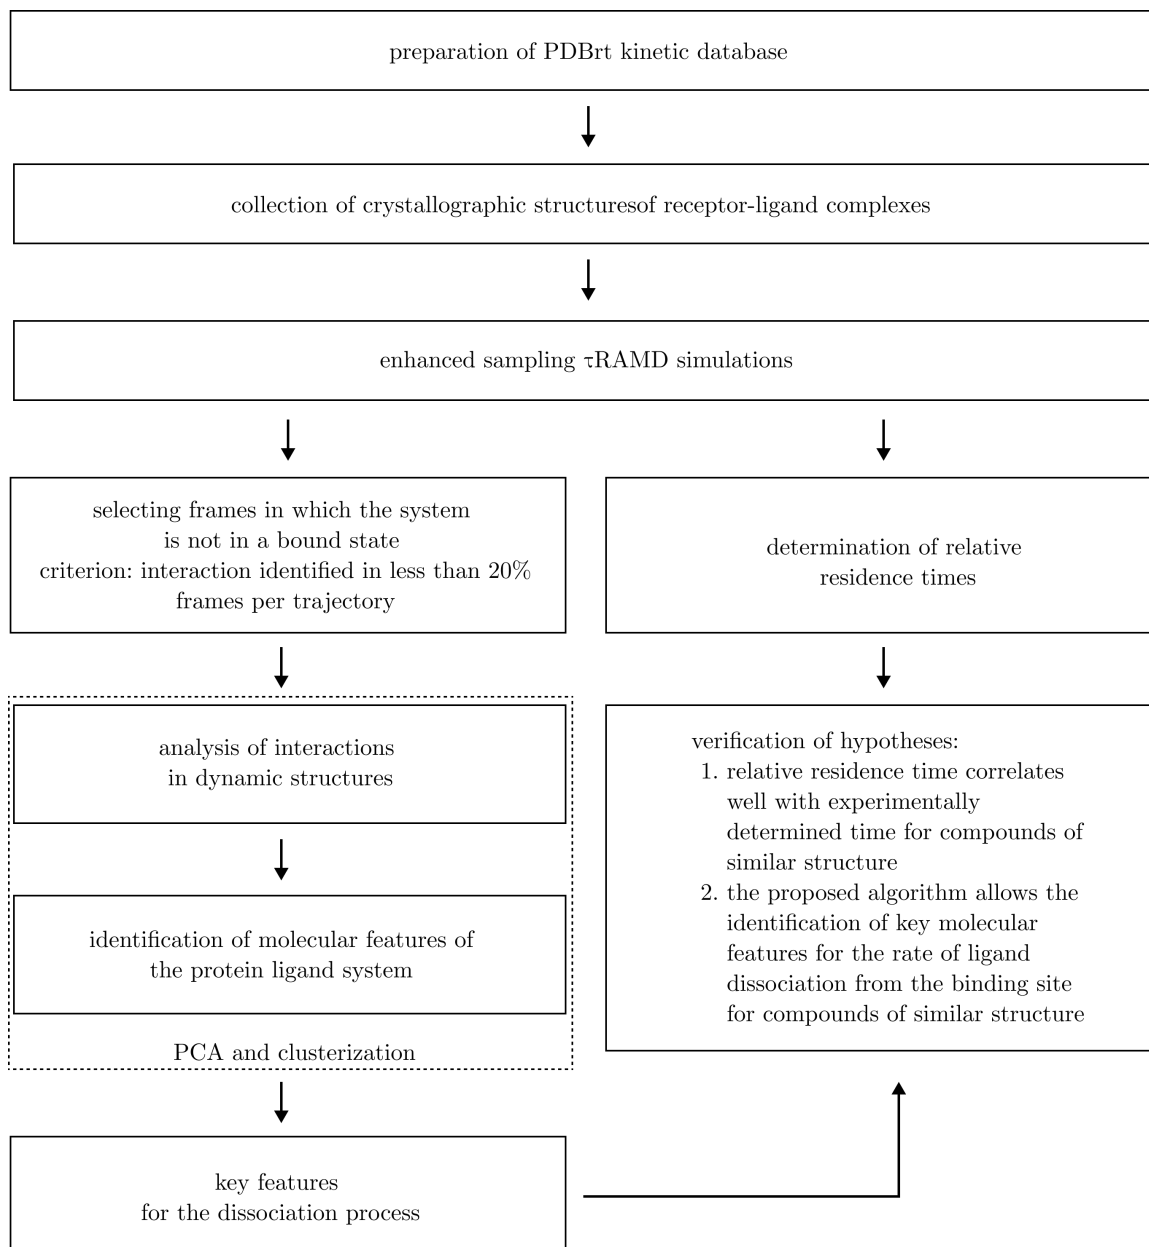 preparation of PDBrt kinetic database
collection of crystallographic structuresof receptor-ligand complexes
enhanced sampling τRAMD simulations
selecting frames in which the system
is not in a bound state
criterion: interaction identified in less than 20%
frames per trajectory
determination of relative
residence times
analysis of interactions
in dynamic structures
identification of molecular features of
the protein ligand system
PCA and clusterization
key features
for the dissociation process
verification of hypotheses:
1. relative residence time correlates
well with experimentally
determined time for compounds of
similar structure
2. the proposed algorithm allows the
identification of key molecular
features for the rate of ligand
dissociation from the binding site
for compounds of similar structure